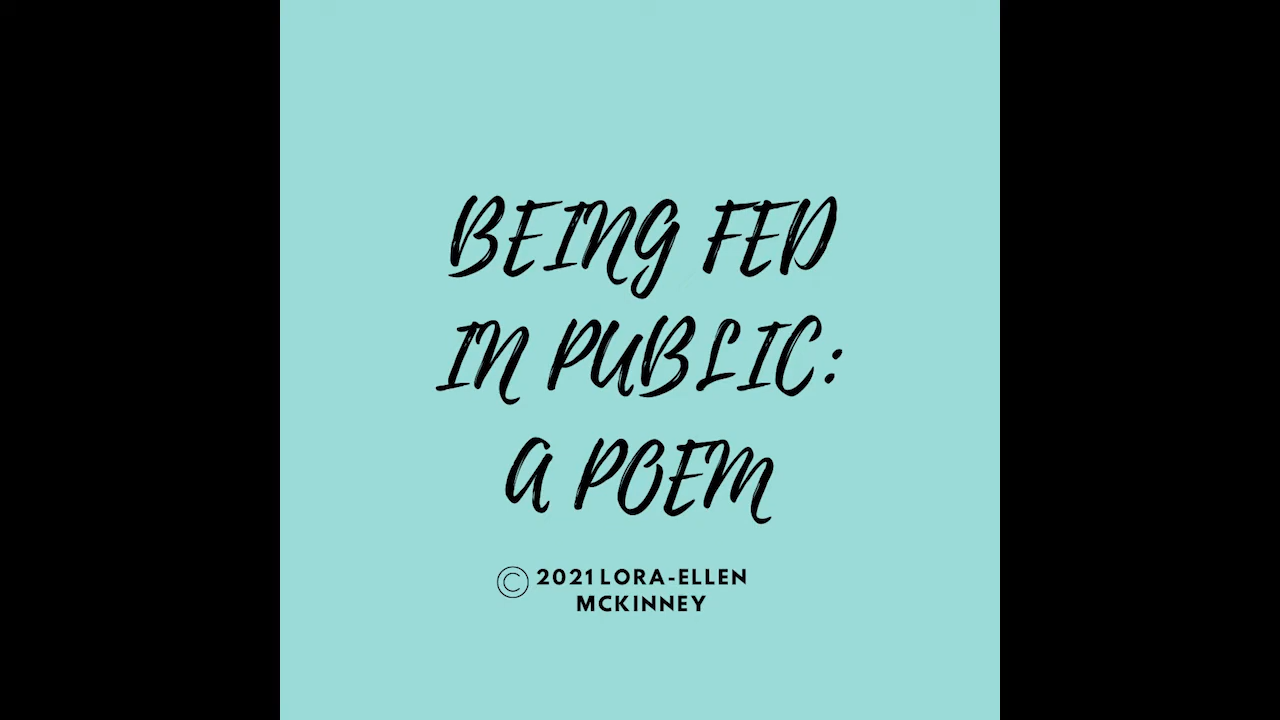 BEING FED
IN PUBLIC:
A POEM
© 2021 LORA-ELLEN
MCKINNEY